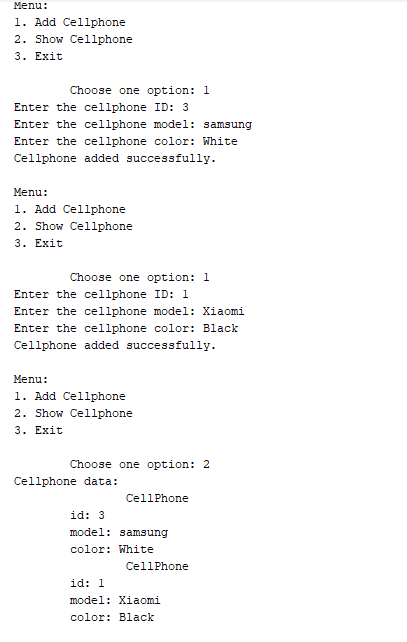 Menu:
1. Add Cellphone
2. Show Cellphone
3. Exit
Choose one option: 1
Enter the cellphone ID: 3
Enter the cellphone model: samsung
Enter the cellphone color: White
Cellphone added successfully.
Menu:
1. Add Cellphone
2. Show Cellphone
3. Exit
Choose one option: 1
Enter the cellphone ID: 1
Enter the cellphone model: Xiaomi
Enter the cellphone color: Black
Cellphone added successfully.
Menu:
1. Add Cellphone
2. Show Cellphone
3. Exit
Choose one option: 2
Cellphone data:
CellPhone
id: 3
model: samsung
color: White
CellPhone
id: 1
model: Xiaomi
color: Black